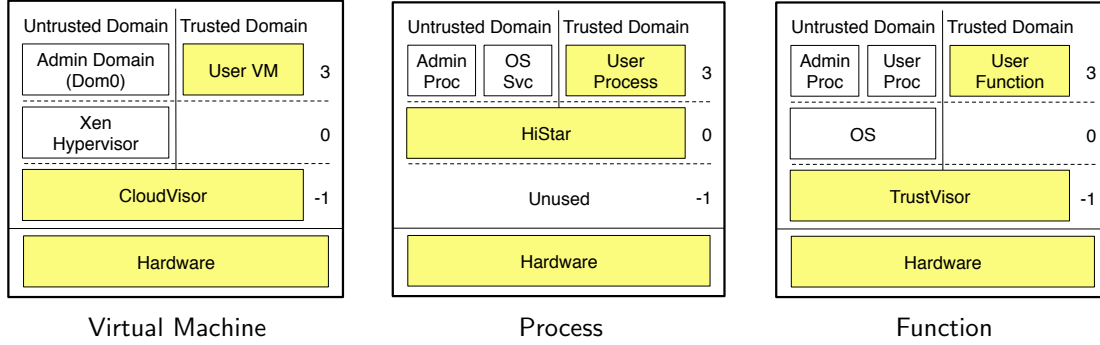 Untrusted Domain Trusted Domain
Admin Domain
(Dom0)
User VM
3
Xen
Hypervisor
0
CloudVisor
-1
Hardware
Virtual Machine
Untrusted Domain Trusted Domain
Admin
Proc
OS
Svc
User
Process
3
HiStar
0
Unused
-1
Hardware
Process
Untrusted Domain Trusted Domain
Admin
Proc
User
Proc
User
Function
3
OS
0
TrustVisor
-1
Hardware
Function